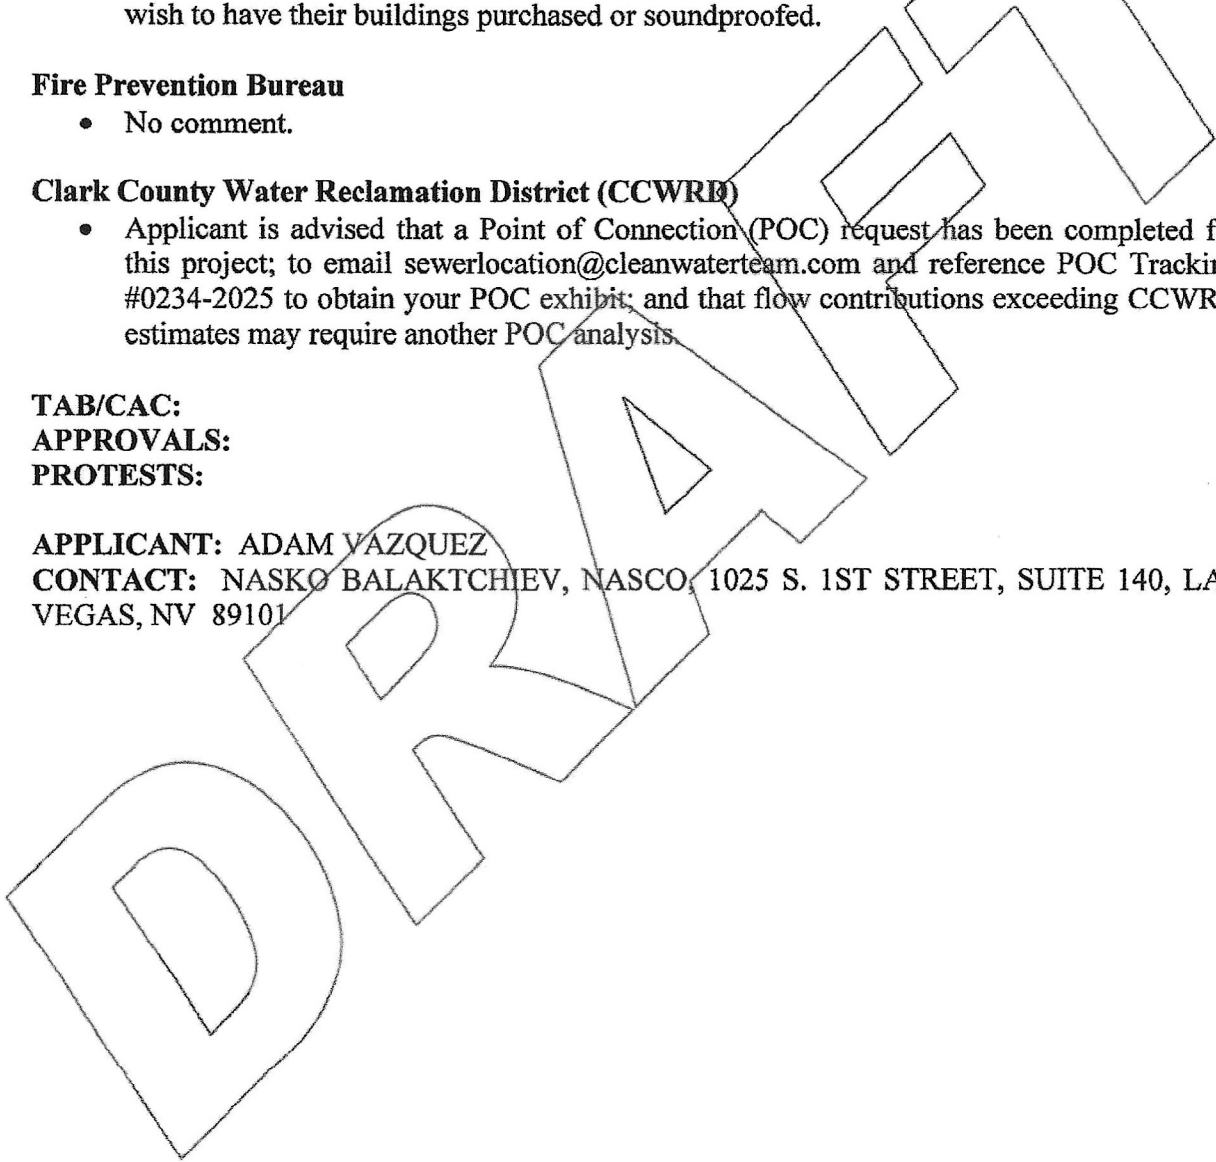 wish to have their buildings purchased or soundproofed.
Fire Prevention Bureau
• No comment.
Clark County Water Reclamation District (CCWRD)
• Applicant is advised that a Point of Connection (POC) request has been completed f
this project; to email sewerlocation@cleanwaterteam.com and reference POC Trackin
#0234-2025 to obtain your POC exhibit; and that flow contributions exceeding CCWR
estimates may require another POC analysis.
TAB/CAC:
APPROVALS:
PROTESTS:
APPLICANT: ADAM VAZQUEZ
CONTACT: NASKO BALAKTCHIEV, NASCO, 1025 S. 1ST STREET, SUITE 140, LA
VEGAS, NV 89101
DRAFT